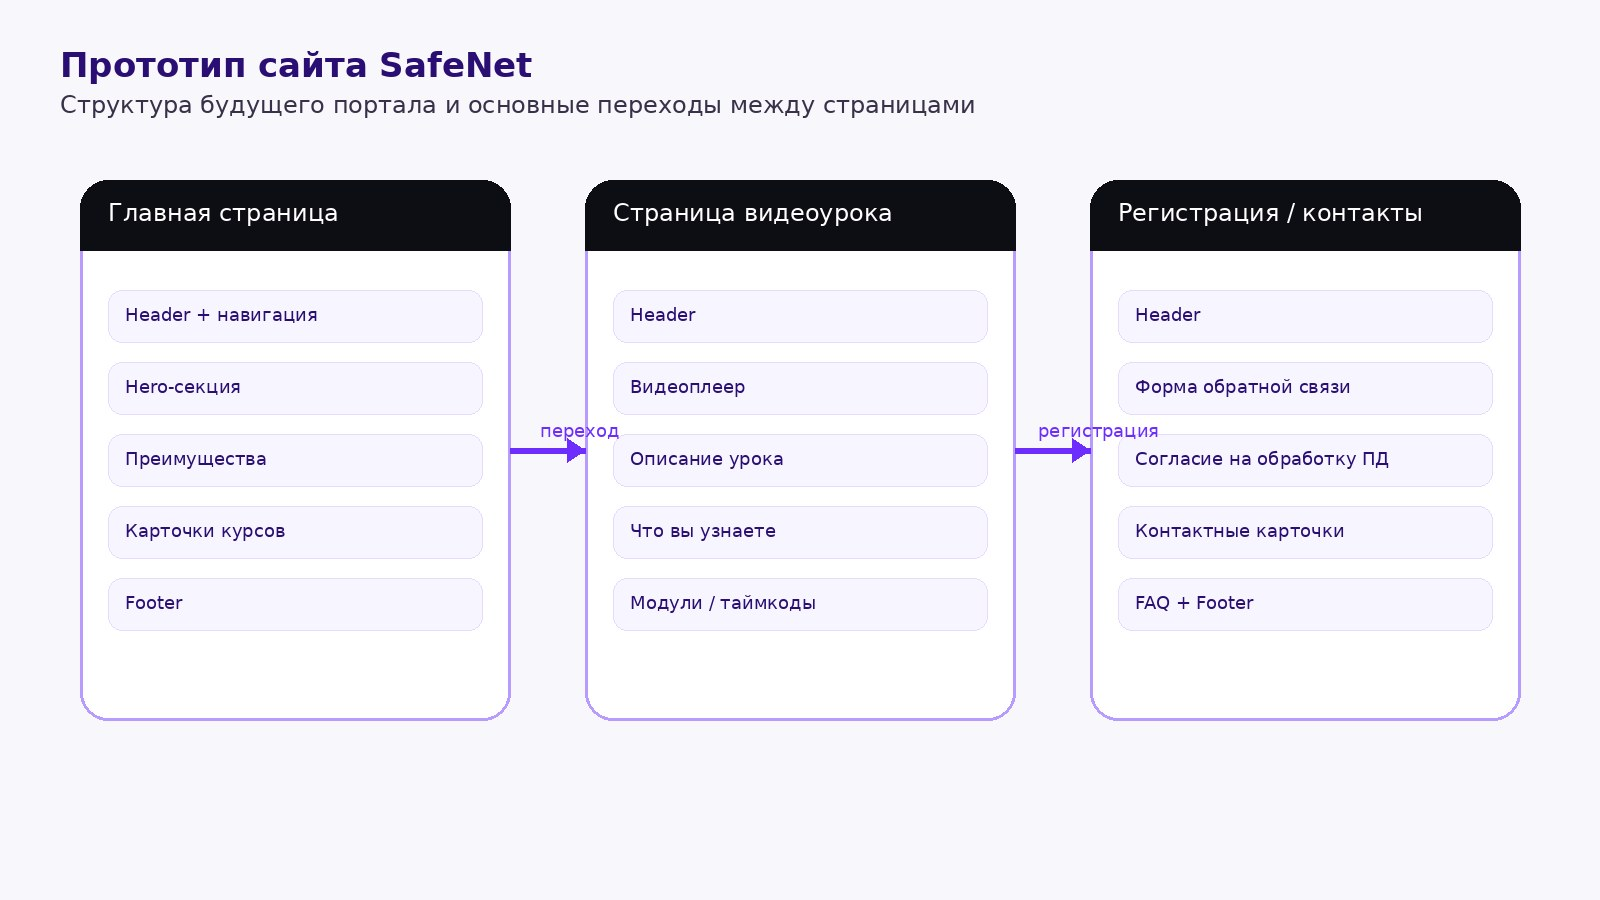 Прототип сайта SafeNet
Структура будущего портала и основные переходы между страницами
Главная страница
Header + навигация
Hero-секция
Преимущества
Карточки курсов
Footer
переход
Страница видеоурока
Header
Видеоплеер
Описание урока
Что вы узнаете
Модули / таймкоды
регистрация
Регистрация / контакты
Header
Форма обратной связи
Согласие на обработку ПД
Контактные карточки
FAQ + Footer